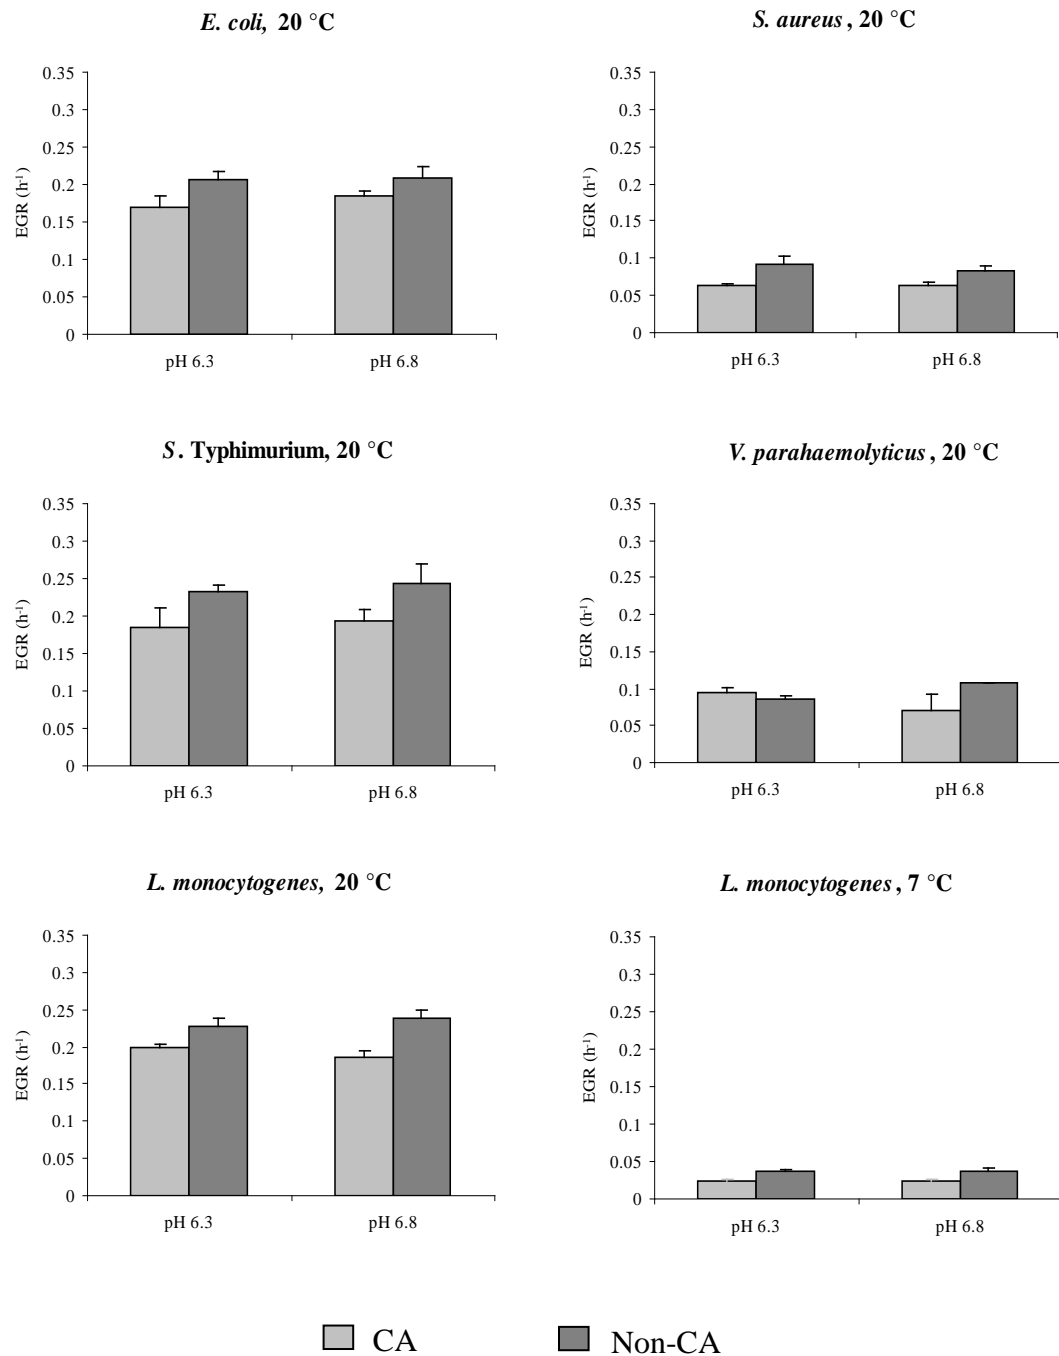 E. coli, 20 °C
0.35
0.3
0.25
0.2
0.15
0.1
0.05
0
EGR (h-1)
pH 6.3 pH 6.8
S. aureus, 20 °C
0.35
0.3
0.25
0.2
0.15
0.1
0.05
0
EGR (h-1)
pH 6.3 pH 6.8
S. Typhimurium, 20 °C
0.35
0.3
0.25
0.2
0.15
0.1
0.05
0
EGR (h-1)
pH 6.3 pH 6.8
V. parahaemolyticus, 20 °C
0.35
0.3
0.25
0.2
0.15
0.1
0.05
0
EGR (h-1)
pH 6.3 pH 6.8
L. monocytogenes, 20 °C
0.35
0.3
0.25
0.2
0.15
0.1
0.05
0
EGR (h-1)
pH 6.3 pH 6.8
L. monocytogenes, 7 °C
0.35
0.3
0.25
0.2
0.15
0.1
0.05
0
EGR (h-1)
pH 6.3 pH 6.8
CA Non-CA